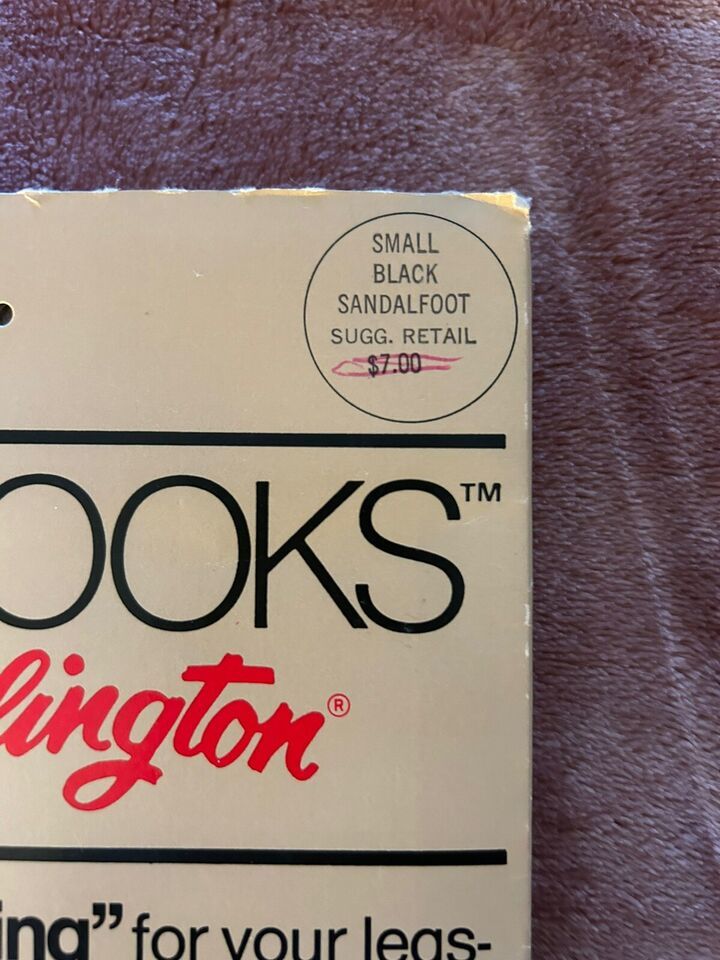 SMALL
BLACK
SANDALFOOT
SUGG. RETAIL
$7.00
OOKS™
lington®
ing” for your legs-